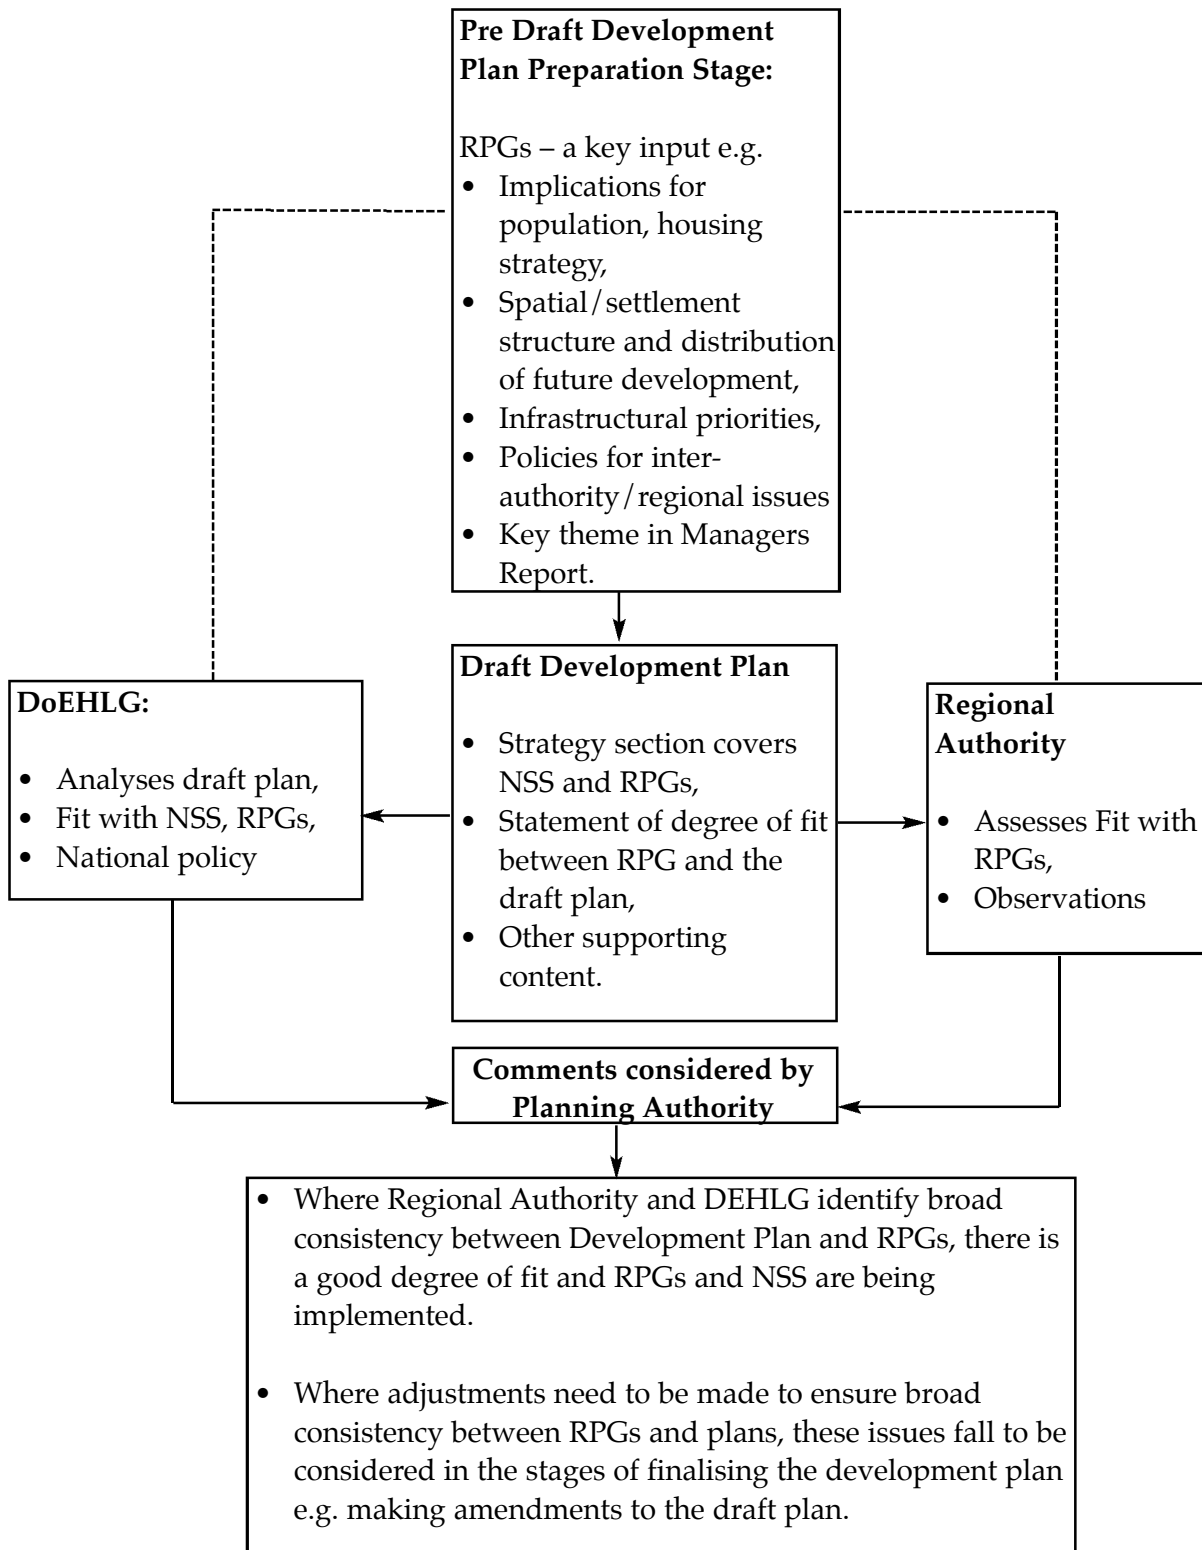 Pre Draft Development
Plan Preparation Stage:
RPGs – a key input e.g.
• Implications for
population, housing
strategy,
• Spatial/settlement
structure and distribution
of future development,
• Infrastructural priorities,
• Policies for inter-
authority/regional issues
• Key theme in Managers
Report.
Draft Development Plan
• Strategy section covers
NSS and RPGs,
• Statement of degree of fit
between RPG and the
draft plan,
• Other supporting
content.
DoEHLG:
• Analyses draft plan,
• Fit with NSS, RPGs,
• National policy
Regional
Authority
• Assesses Fit with
RPGs,
• Observations
Comments considered by
Planning Authority
• Where Regional Authority and DEHLG identify broad
consistency between Development Plan and RPGs, there is
a good degree of fit and RPGs and NSS are being
implemented.
• Where adjustments need to be made to ensure broad
consistency between RPGs and plans, these issues fall to be
considered in the stages of finalising the development plan
e.g. making amendments to the draft plan.